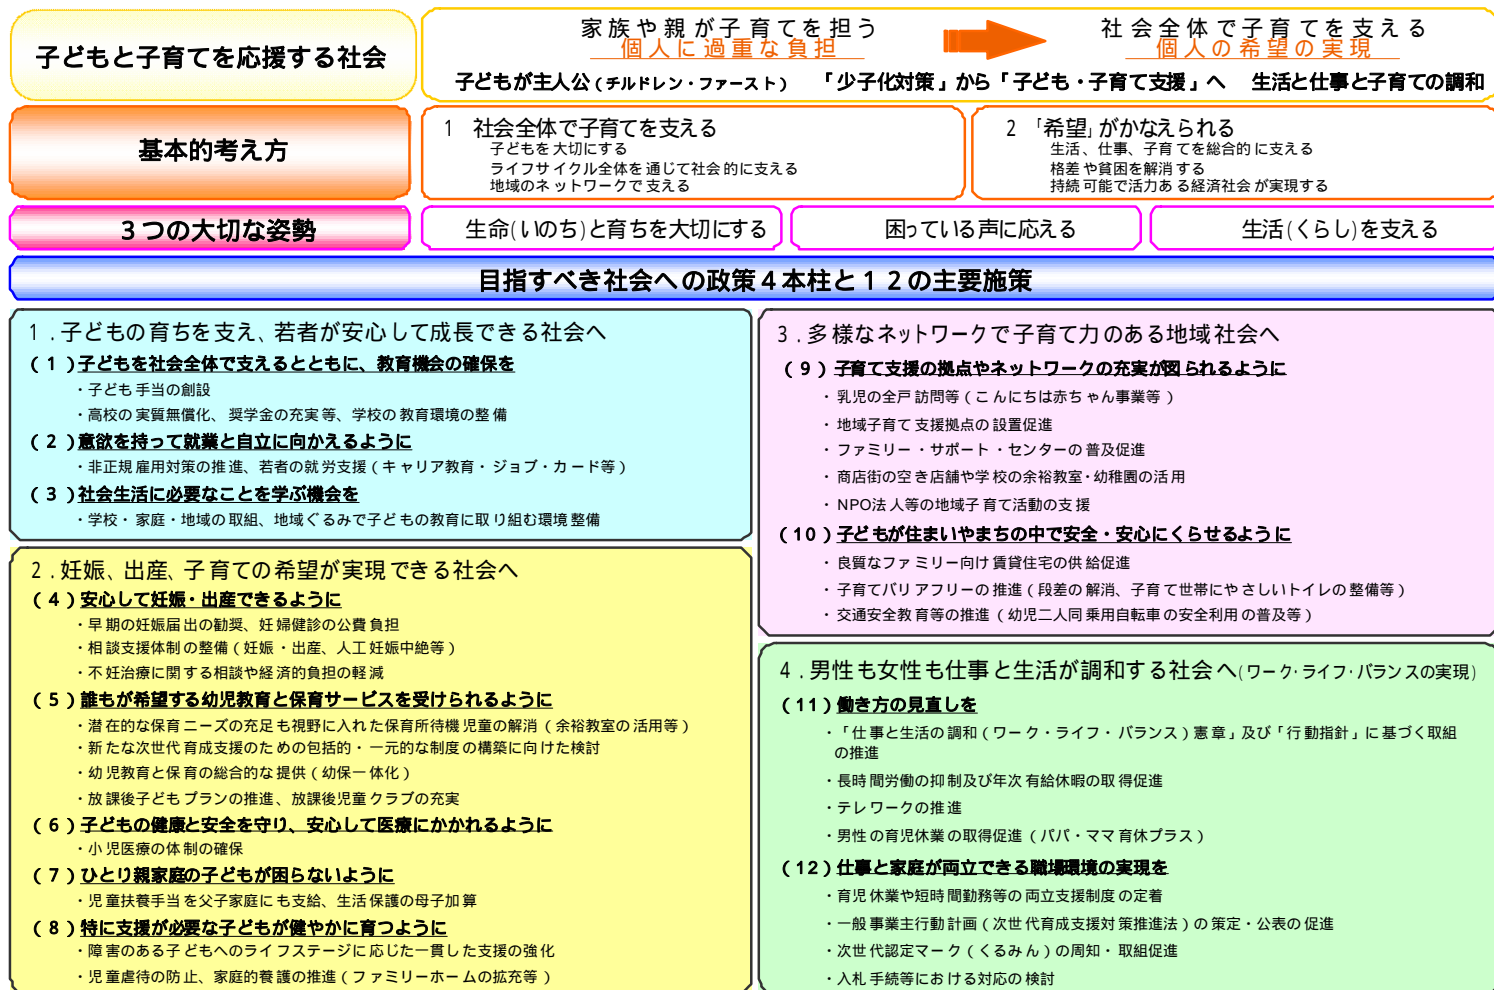 子どもと子育てを応援する社会
家族や親が子育てを担う
個人に過重な負担
社会全体で子育てを支える
個人の希望の実現
子どもが主人公（チルドレン・ファースト） 「少子化対策」から「子ども・子育て支援」へ 生活と仕事と子育ての調和
基本的考え方
1 社会全体で子育てを支える
子どもを大切にする
ライフサイクル全体を通じて社会的に支える
地域のネットワークで支える
2 「希望」がかなえられる
生活、仕事、子育てを総合的に支える
格差や貧困を解消する
持続可能で活力ある経済社会が実現する
３つの大切な姿勢
生命(いのち)と育ちを大切にする
困っている声に応える
生活(くらし)を支える
目指すべき社会への政策４本柱と１２の主要施策
１.子どもの育ちを支え、若者が安心して成長できる社会へ
（１）子どもを社会全体で支えるとともに、教育機会の確保を
・子ども手当の創設
・高校の実質無償化、奨学金の充実等、学校の教育環境の整備
（２）意欲を持って就業と自立に向かえるように
・非正規雇用対策の推進、若者の就労支援（キャリア教育・ジョブ・カード等）
（３）社会生活に必要なことを学ぶ機会を
・学校・家庭・地域の取組、地域ぐるみで子どもの教育に取り組む環境整備
２.妊娠、出産、子育ての希望が実現できる社会へ
（４）安心して妊娠・出産できるように
・早期の妊娠届出の勧奨、妊婦健診の公費負担
・相談支援体制の整備（妊娠・出産、人工妊娠中絶等）
・不妊治療に関する相談や経済的負担の軽減
（５）誰もが希望する幼児教育と保育サービスを受けられるように
・潜在的な保育ニーズの充足も視野に入れた保育所待機児童の解消（余裕教室の活用等）
・新たな次世代育成支援のための包括的・一元的な制度の構築に向けた検討
・幼児教育と保育の総合的な提供（幼保一体化）
・放課後子どもプランの推進、放課後児童クラブの充実
（６）子どもの健康と安全を守り、安心して医療にかかれるように
・小児医療の体制の確保
（７）ひとり親家庭の子どもが困らないように
・児童扶養手当を父子家庭にも支給、生活保護の母子加算
（８）特に支援が必要な子どもが健やかに育つように
・障害のある子どもへのライフステージに応じた一貫した支援の強化
・児童虐待の防止、家庭的養護の推進（ファミリーホームの拡充等）
３.多様なネットワークで子育て力のある地域社会へ
（９）子育て支援の拠点やネットワークの充実が図られるように
・乳児の全戸訪問等（こんにちは赤ちゃん事業等）
・地域子育て支援拠点の設置促進
・ファミリー・サポート・センターの普及促進
・商店街の空き店舗や学校の余裕教室・幼稚園の活用
・NPO法人等の地域子育て活動の支援
（10）子どもが住まいやまちの中で安全・安心にくらせるように
・良質なファミリー向け賃貸住宅の供給促進
・子育てバリアフリーの推進（段差の解消、子育て世帯にやさしいトイレの整備等）
・交通安全教育等の推進（幼児二人同乗用自転車の安全利用の普及等）
４.男性も女性も仕事と生活が調和する社会へ(ワーク・ライフ・バランスの実現)
（11）働き方の見直しを
・「仕事と生活の調和（ワーク・ライフ・バランス）憲章」及び「行動指針」に基づく取組
の推進
・長時間労働の抑制及び年次有給休暇の取得促進
・テレワークの推進
・男性の育児休業の取得促進（パパ・ママ育休プラス）
（12）仕事と家庭が両立できる職場環境の実現を
・育児休業や短時間勤務等の両立支援制度の定着
・一般事業主行動計画（次世代育成支援対策推進法）の策定・公表の促進
・次世代認定マーク（くるみん）の周知・取組促進
・入札手続等における対応の検討